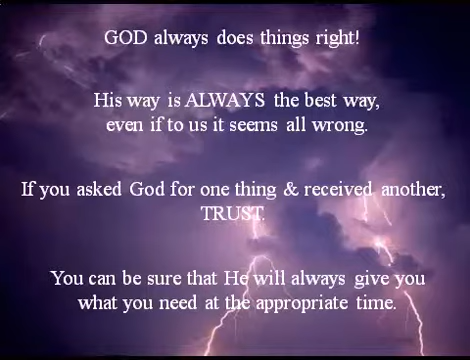 GOD always does things right!
His way is ALWAYS the best way,
even if to us it seems all wrong.
If you asked God for one thing & received another,
TRUST.
You can be sure that He will always give you
what you need at the appropriate time.